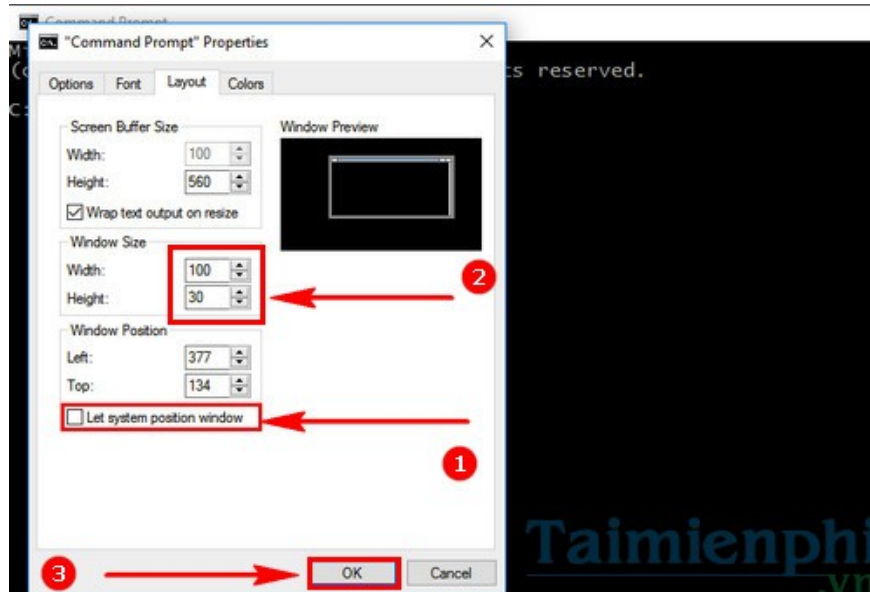 Command Prompt
"Command Prompt" Properties
M
(c
ts reserved.
Options Font Layout Colors
C:
Screen Buffer Size
Window Preview
Width: 100
Height: 560
Wrap text output on resize
Window Size
Width: 100
2
Height: 30
Window Position
Left: 377
Top: 134
Let system position window
1
Taimienphi
.vn
3
OK Cancel